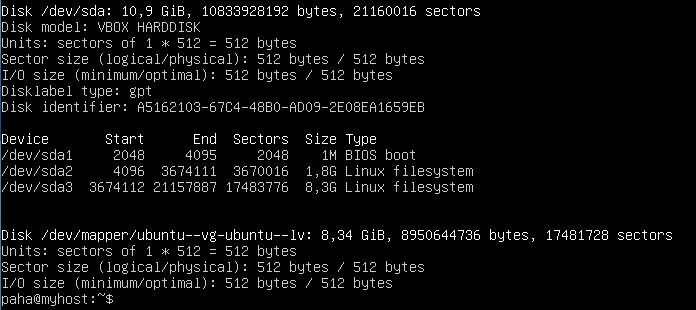 Disk /dev/sda: 10,9 GiB, 10833928192 bytes, 21160016 sectors
Disk model: VBOX HARDDISK
Units: sectors of 1 * 512 = 512 bytes
Sector size (logical/physical): 512 bytes / 512 bytes
I/O size (minimum/optimal): 512 bytes / 512 bytes
Disklabel type: gpt
Disk identifier: A5162103-67C4-48B0-AD09-2E08EA1659EB
Device Start End Sectors Size Type
/dev/sda1 2048 4095 2048 1M BIOS boot
/dev/sda2 4096 3674111 3670016 1,8G Linux filesystem
/dev/sda3 3674112 21157887 17483776 8,3G Linux filesystem
Disk /dev/mapper/ubuntu--vg-ubuntu--lv: 8,34 GiB, 8950644736 bytes, 17481728 sectors
Units: sectors of 1 * 512 = 512 bytes
Sector size (logical/physical): 512 bytes / 512 bytes
I/O size (minimum/optimal): 512 bytes / 512 bytes
paha@myhost:~$